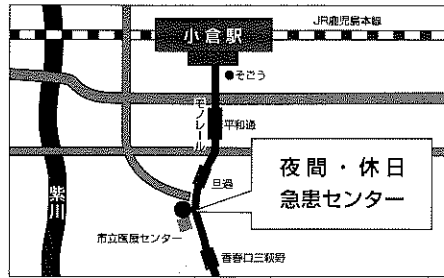 JR鹿児島本線
小倉駅
●そごう
モノレール
平和通
旦過
夜間・休日
急患センター
紫川
市立医療センター
香春口三萩野